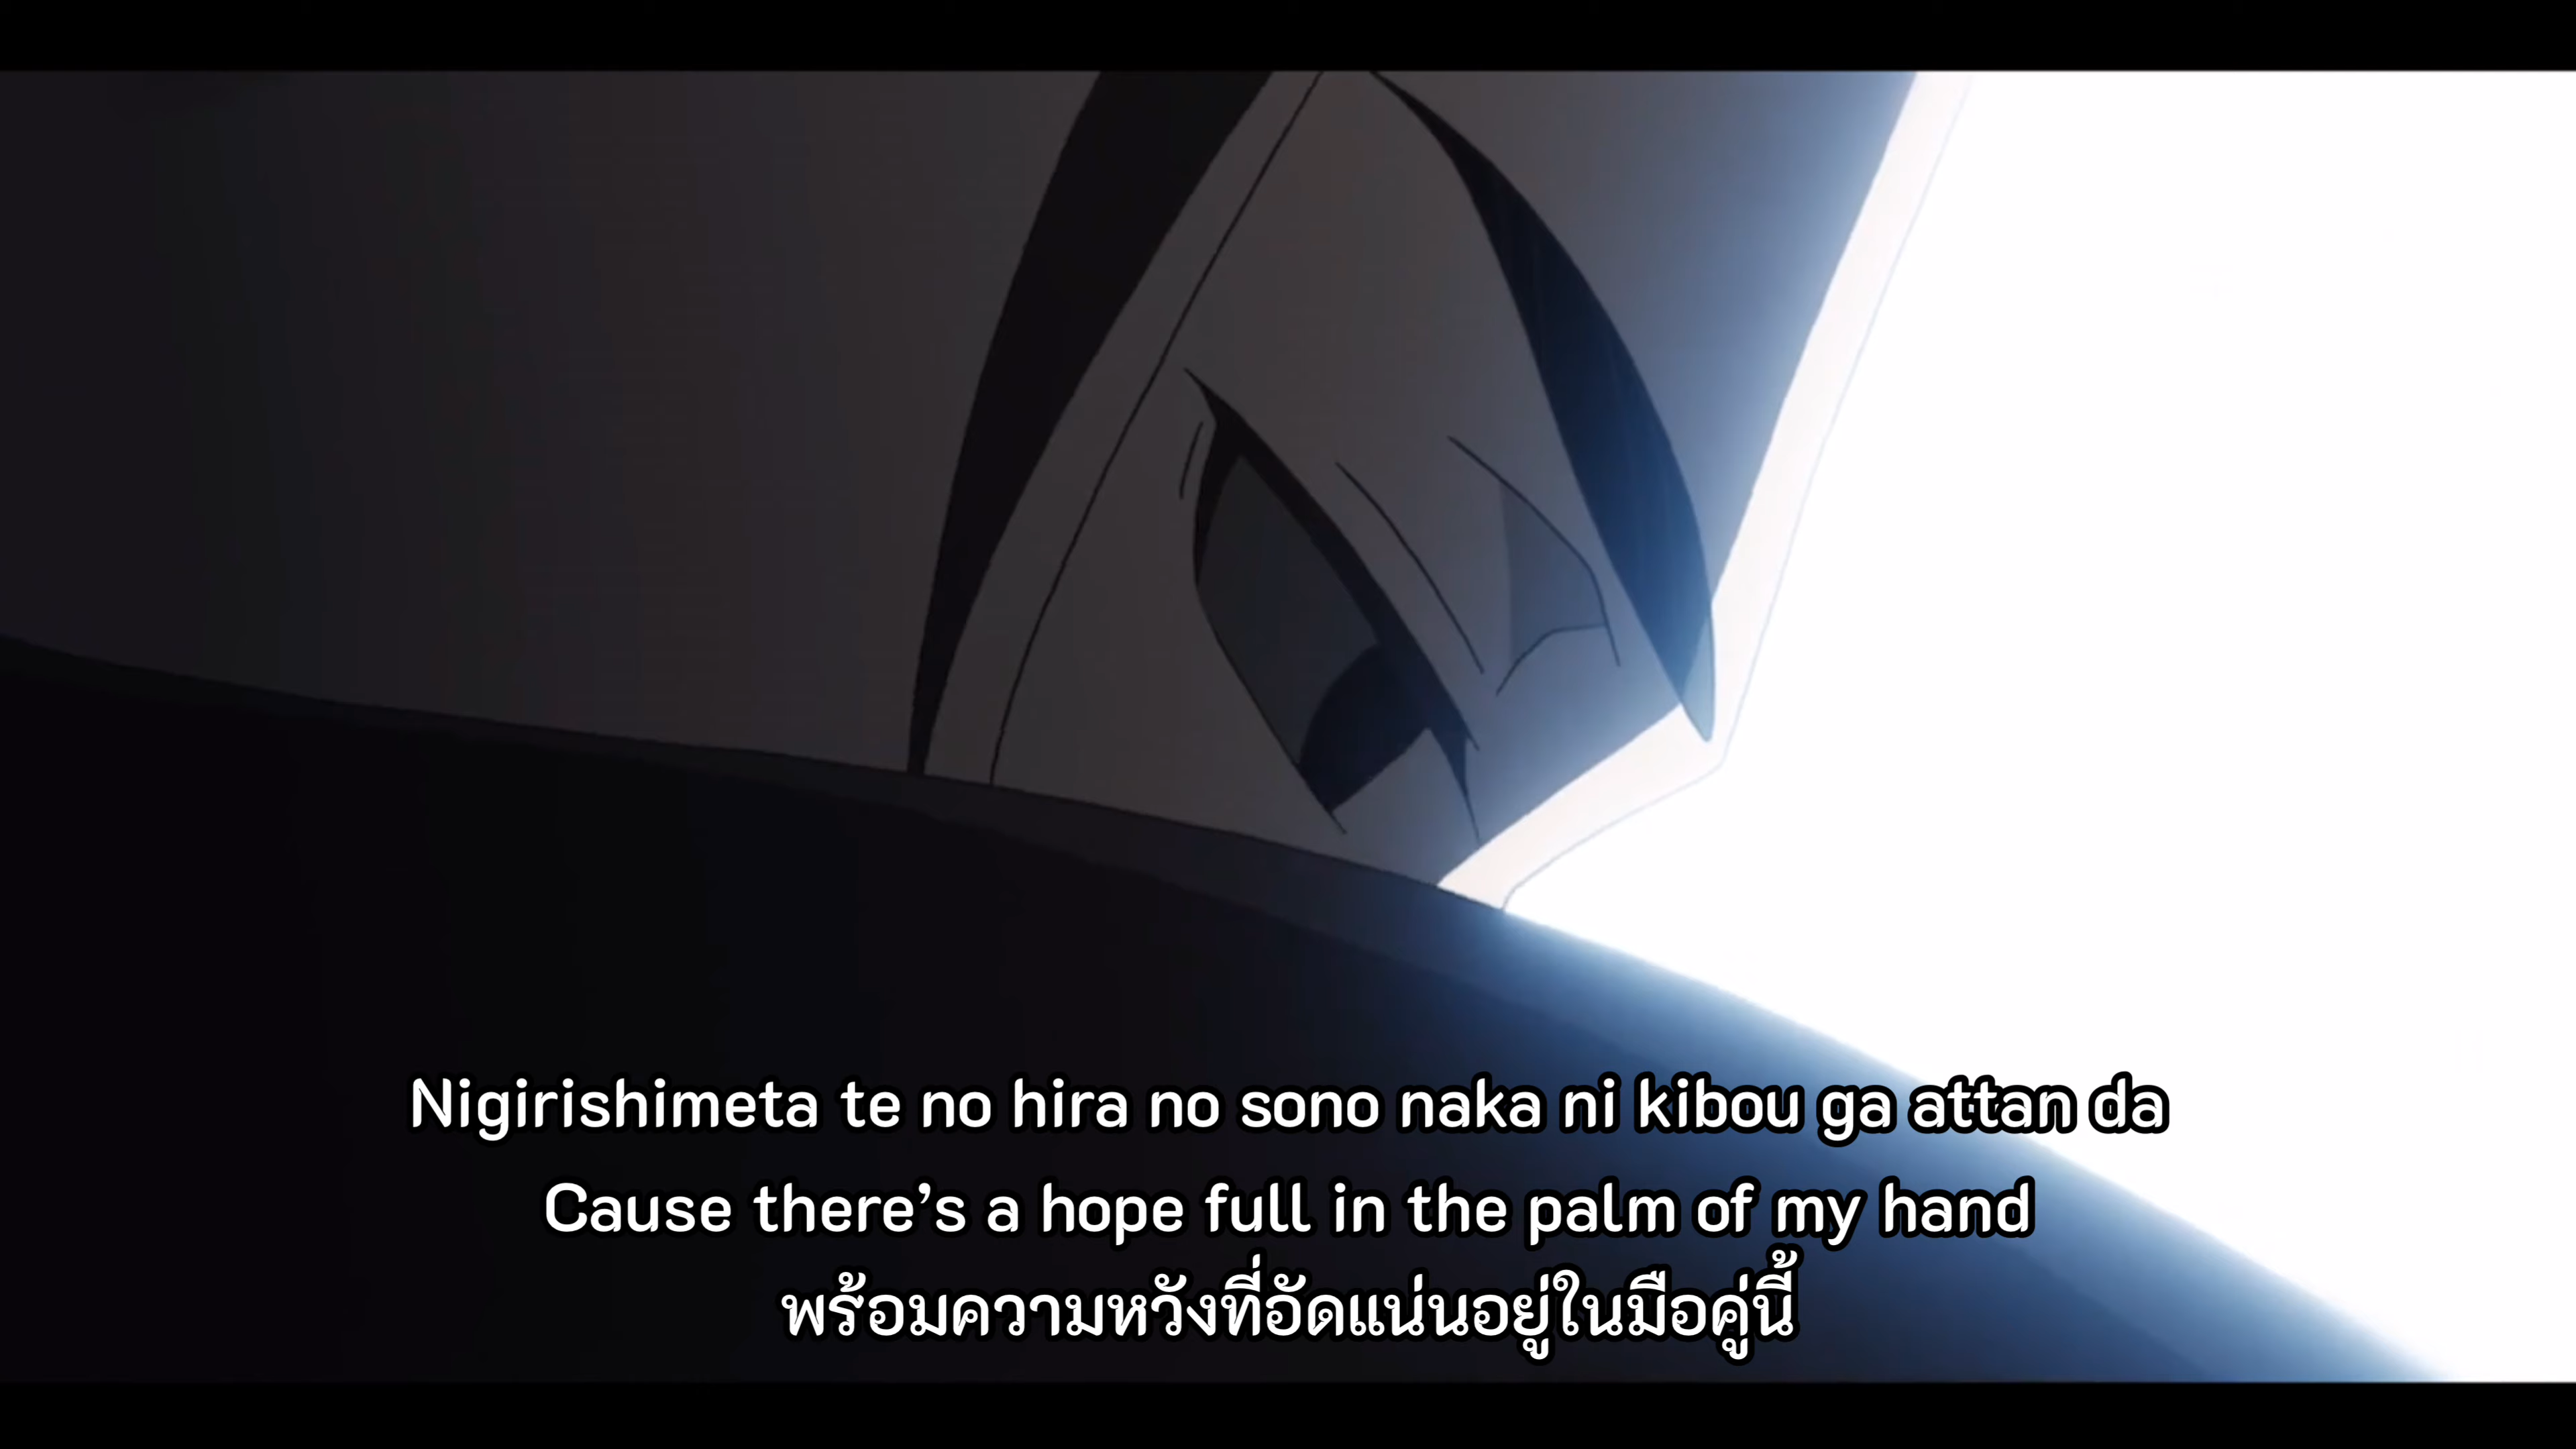 Nigirishimeta te no hira no sono naka ni kibou ga attan da
Cause there's a hope full in the palm of my hand
พร้อมความหวังที่อัดแน่นอยู่ในมือคู่นี้